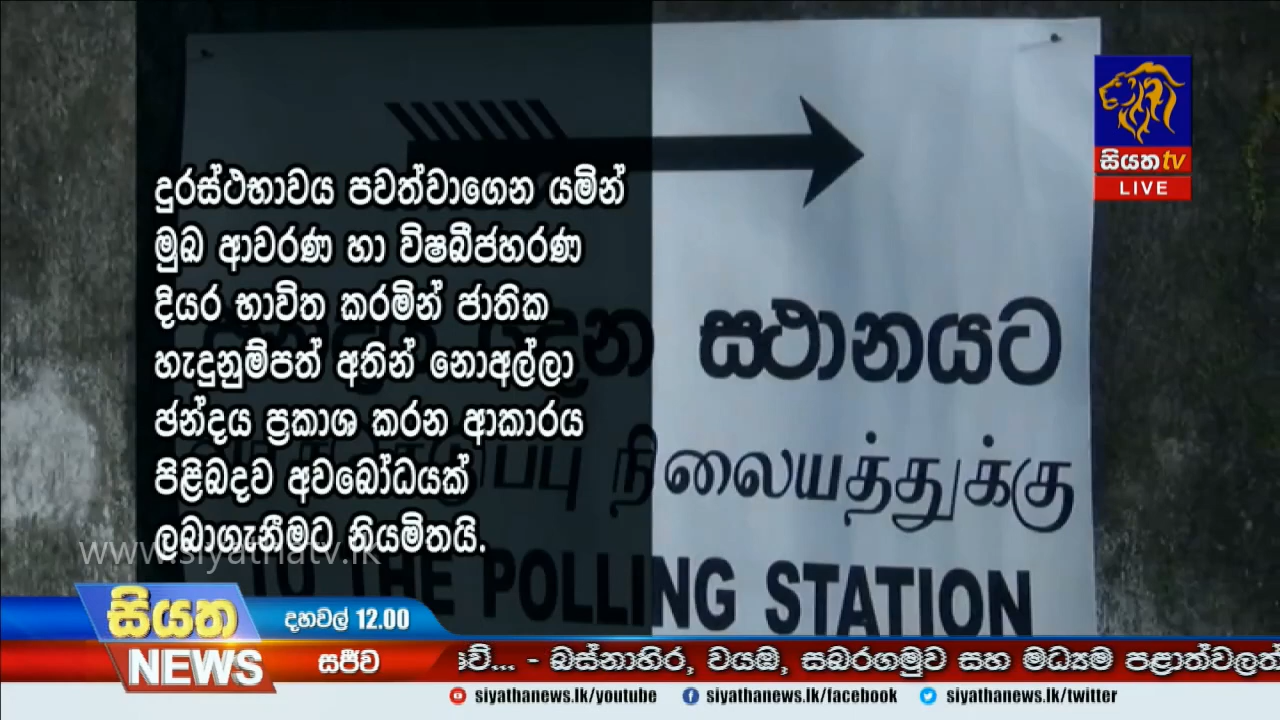 දුරස්ථභාවය පවත්වාගෙන යමින්
මුඛ ආවරණ හා විෂබීජහරණ
දියර භාවිත කරමින් ජාතික
හැඳුනුම්පත් අතින් නොඅල්ලා
ඡන්දය ප්‍රකාශ කරන ආකාරය
පිළිබදව අවබෝධයක්
ලබාගැනීමට නියමිතයි.
ස්ථානයට
நிலையத்துக்கு
TO THE POLLING STATION
සියත tv
LIVE
www.siyathatv.lk
සියත
NEWS
දහවල් 12.00
සජීව
- බස්නාහිර, වයඹ, සබරගමුව සහ මධ්‍යම පළාත්වලත්
siyathanews.lk/youtube
siyathanews.lk/facebook
siyathanews.lk/twitter